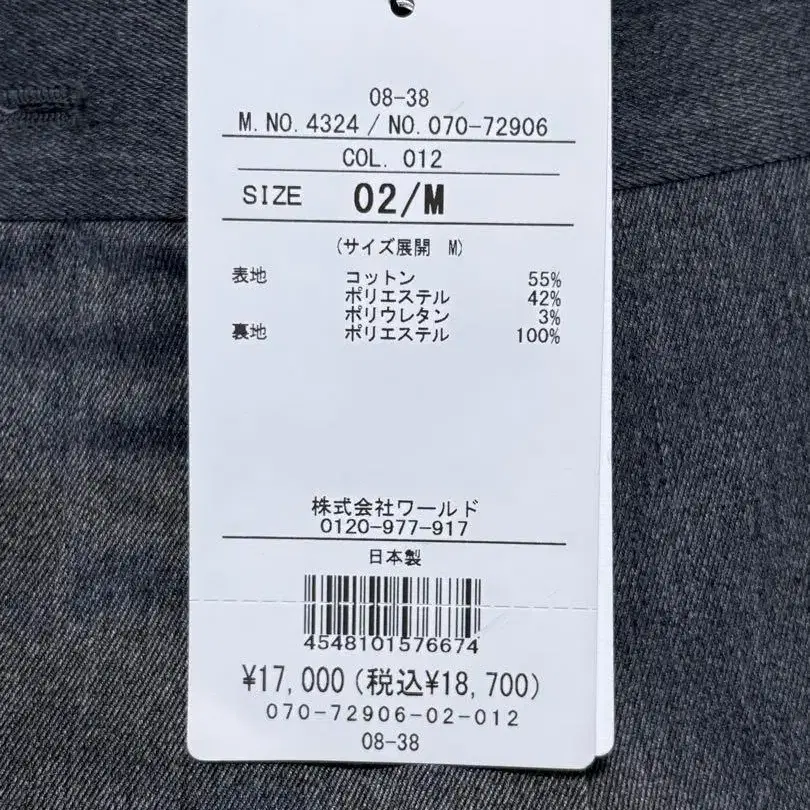 08-38
M. NO. 4324 / NO. 070-72906
COL. 012
SIZE 02/M
(サイズ展開 M)
表地 コットン 55%
ポリエステル 42%
ポリウレタン 3%
裏地 ポリエステル 100%
株式会社ワールド
0120-977-917
日本製
4548101576674
¥17,000(税込¥18,700)
070-72906-02-012
08-38